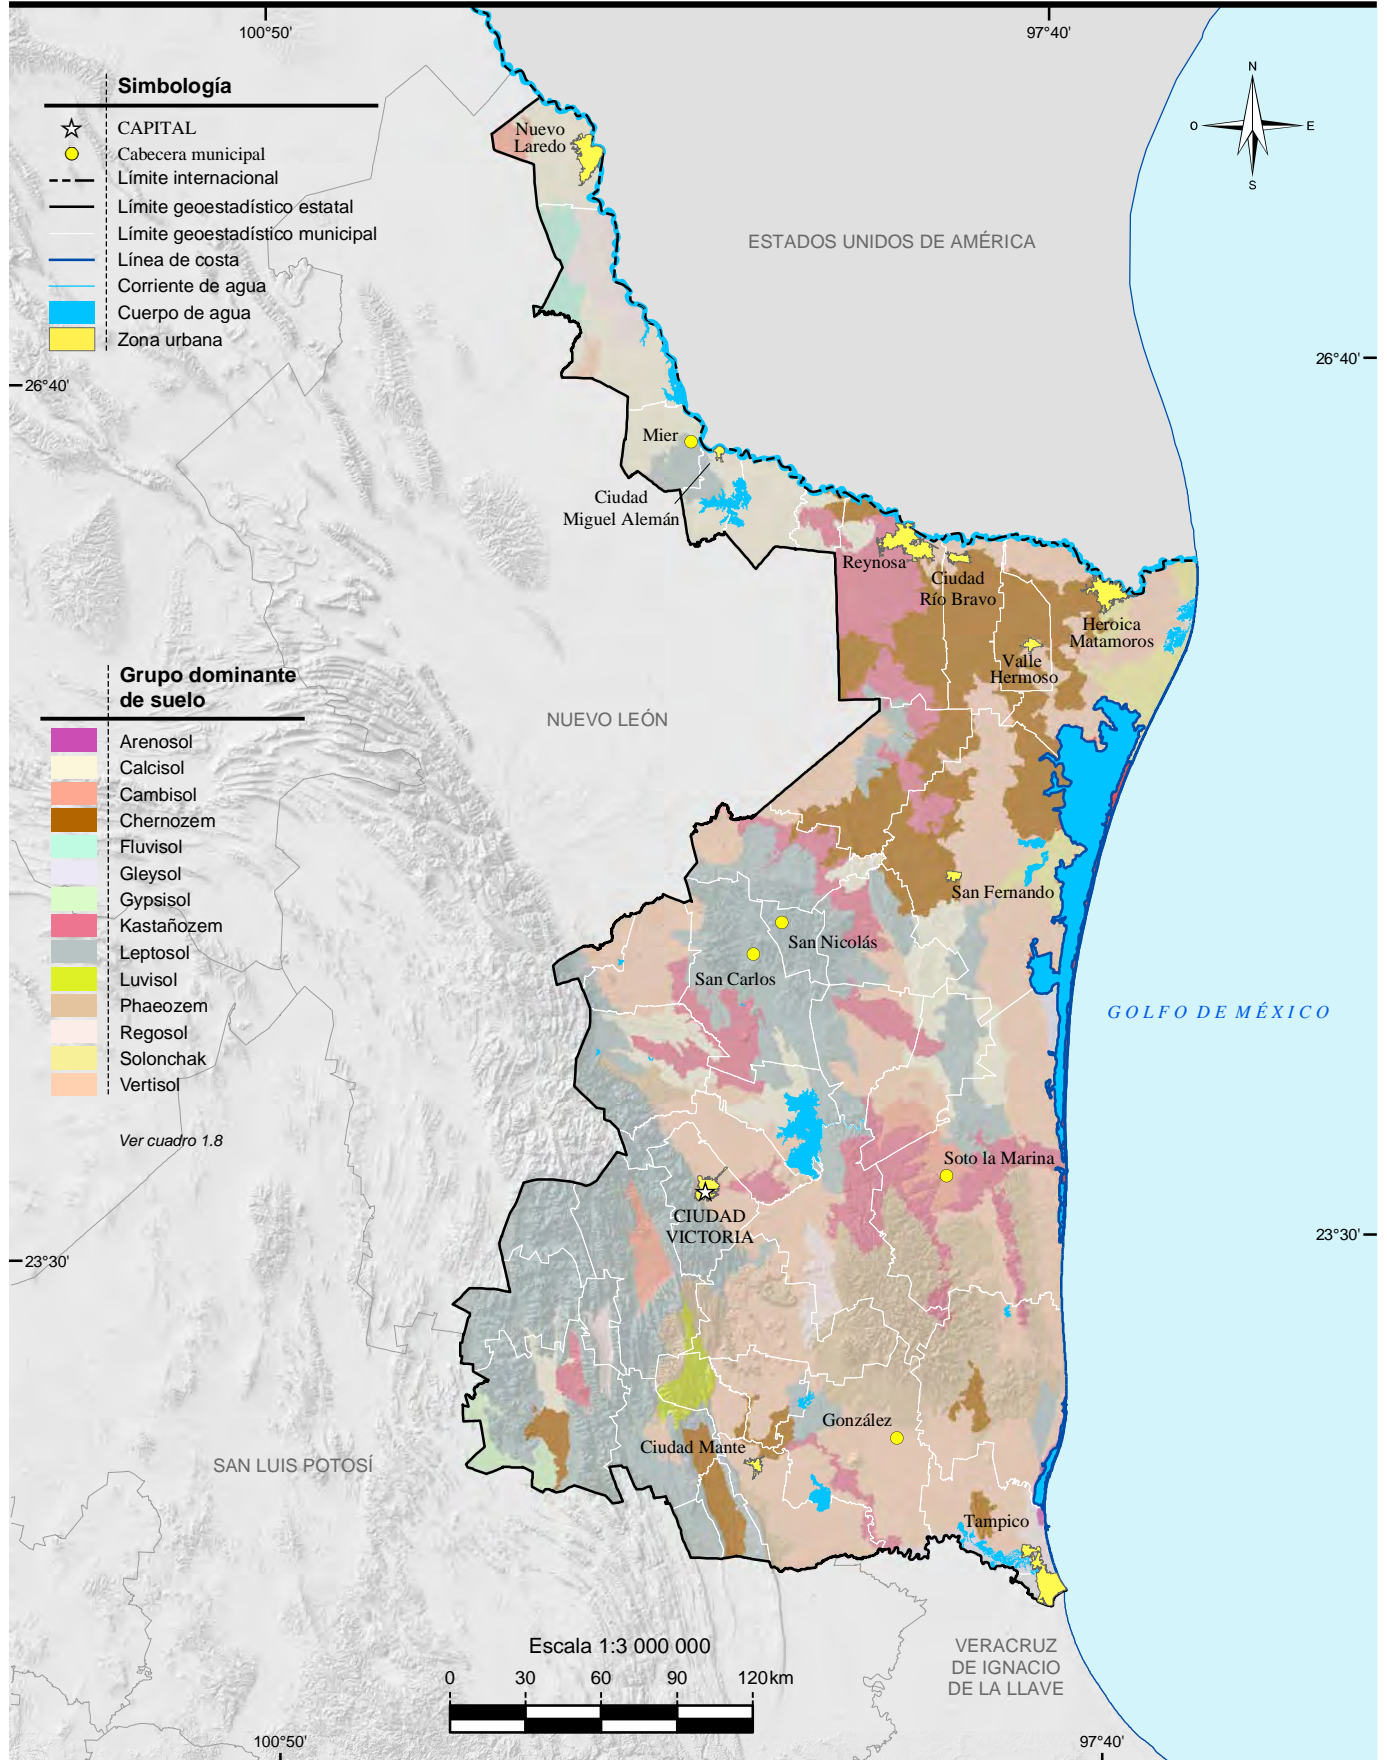 100°50'
97°40'
Simbología
CAPITAL
Cabecera municipal
Límite internacional
Límite geoestadístico estatal
Límite geoestadístico municipal
Línea de costa
Corriente de agua
Cuerpo de agua
Zona urbana
N
O
E
S
Nuevo
Laredo
ESTADOS UNIDOS DE AMÉRICA
26°40'
26°40'
Mier
Ciudad
Miguel Alemán
Reynosa
Ciudad
Río Bravo
Heroica
Matamoros
Valle
Hermoso
Grupo dominante
de suelo
Arenosol
Calcisol
Cambisol
Chernozem
Fluvisol
Gleysol
Gypsisol
Kastañozem
Leptosol
Luvisol
Phaeozem
Regosol
Solonchak
Vertisol
Ver cuadro 1.8
NUEVO LEÓN
San Fernando
San Nicolás
San Carlos
GOLFO DE MÉXICO
Soto la Marina
CIUDAD
VICTORIA
23°30'
23°30'
González
Ciudad Mante
SAN LUIS POTOSÍ
Tampico
Escala 1:3 000 000
0 30 60 90 120km
VERACRUZ
DE IGNACIO
DE LA LLAVE
100°50'
97°40'